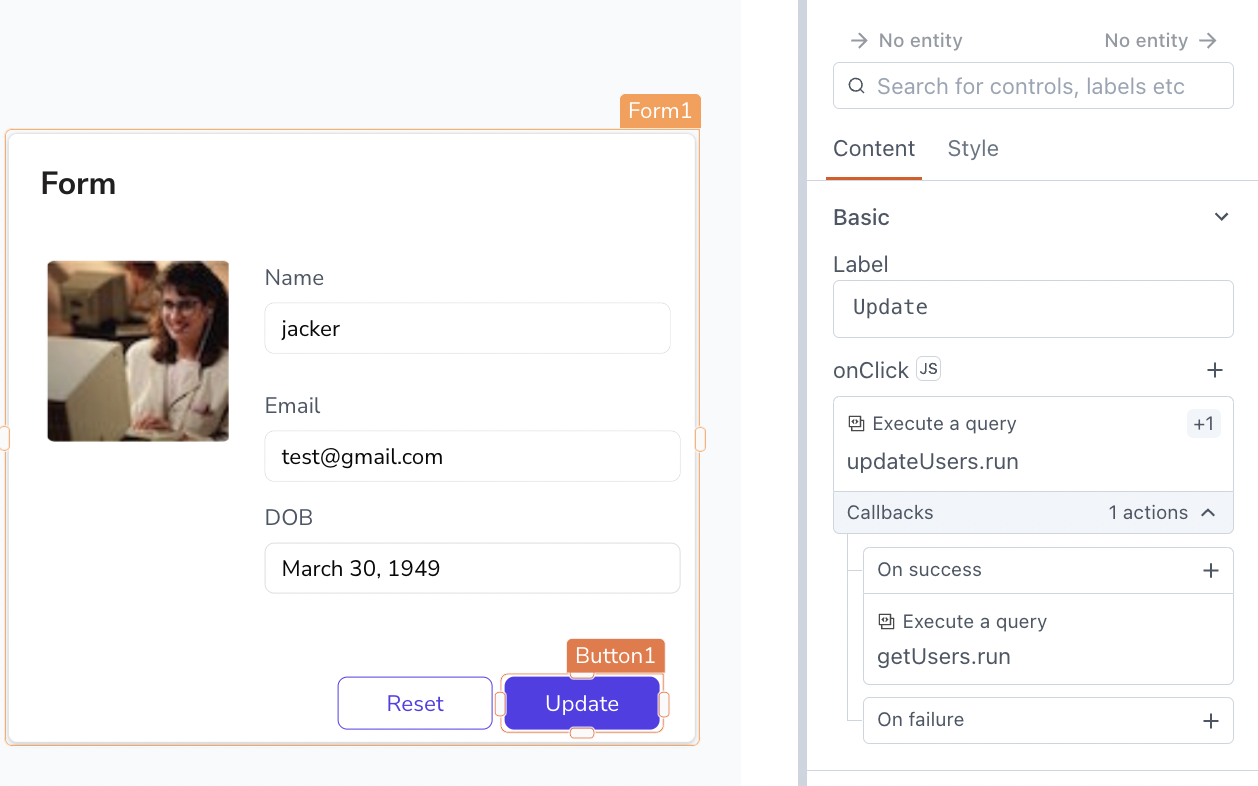 Form1
Form
Name
jacker
Email
test@gmail.com
DOB
March 30, 1949
Button1
Reset
Update
No entity
No entity
Search for controls, labels etc
Content
Style
Basic
Label
Update
onClick JS
Execute a query
+1
updateUsers.run
Callbacks
1 actions
On success
Execute a query
getUsers.run
On failure